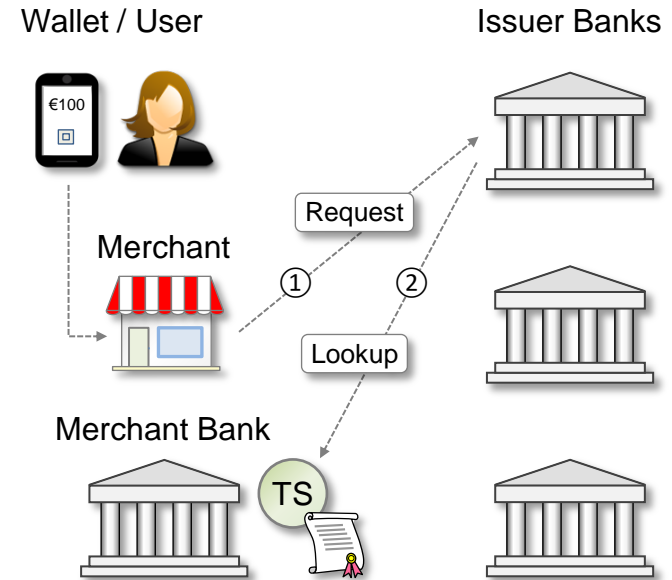 Wallet / User
Issuer Banks
€100
Request
Merchant
①
②
Lookup
Merchant Bank
TS